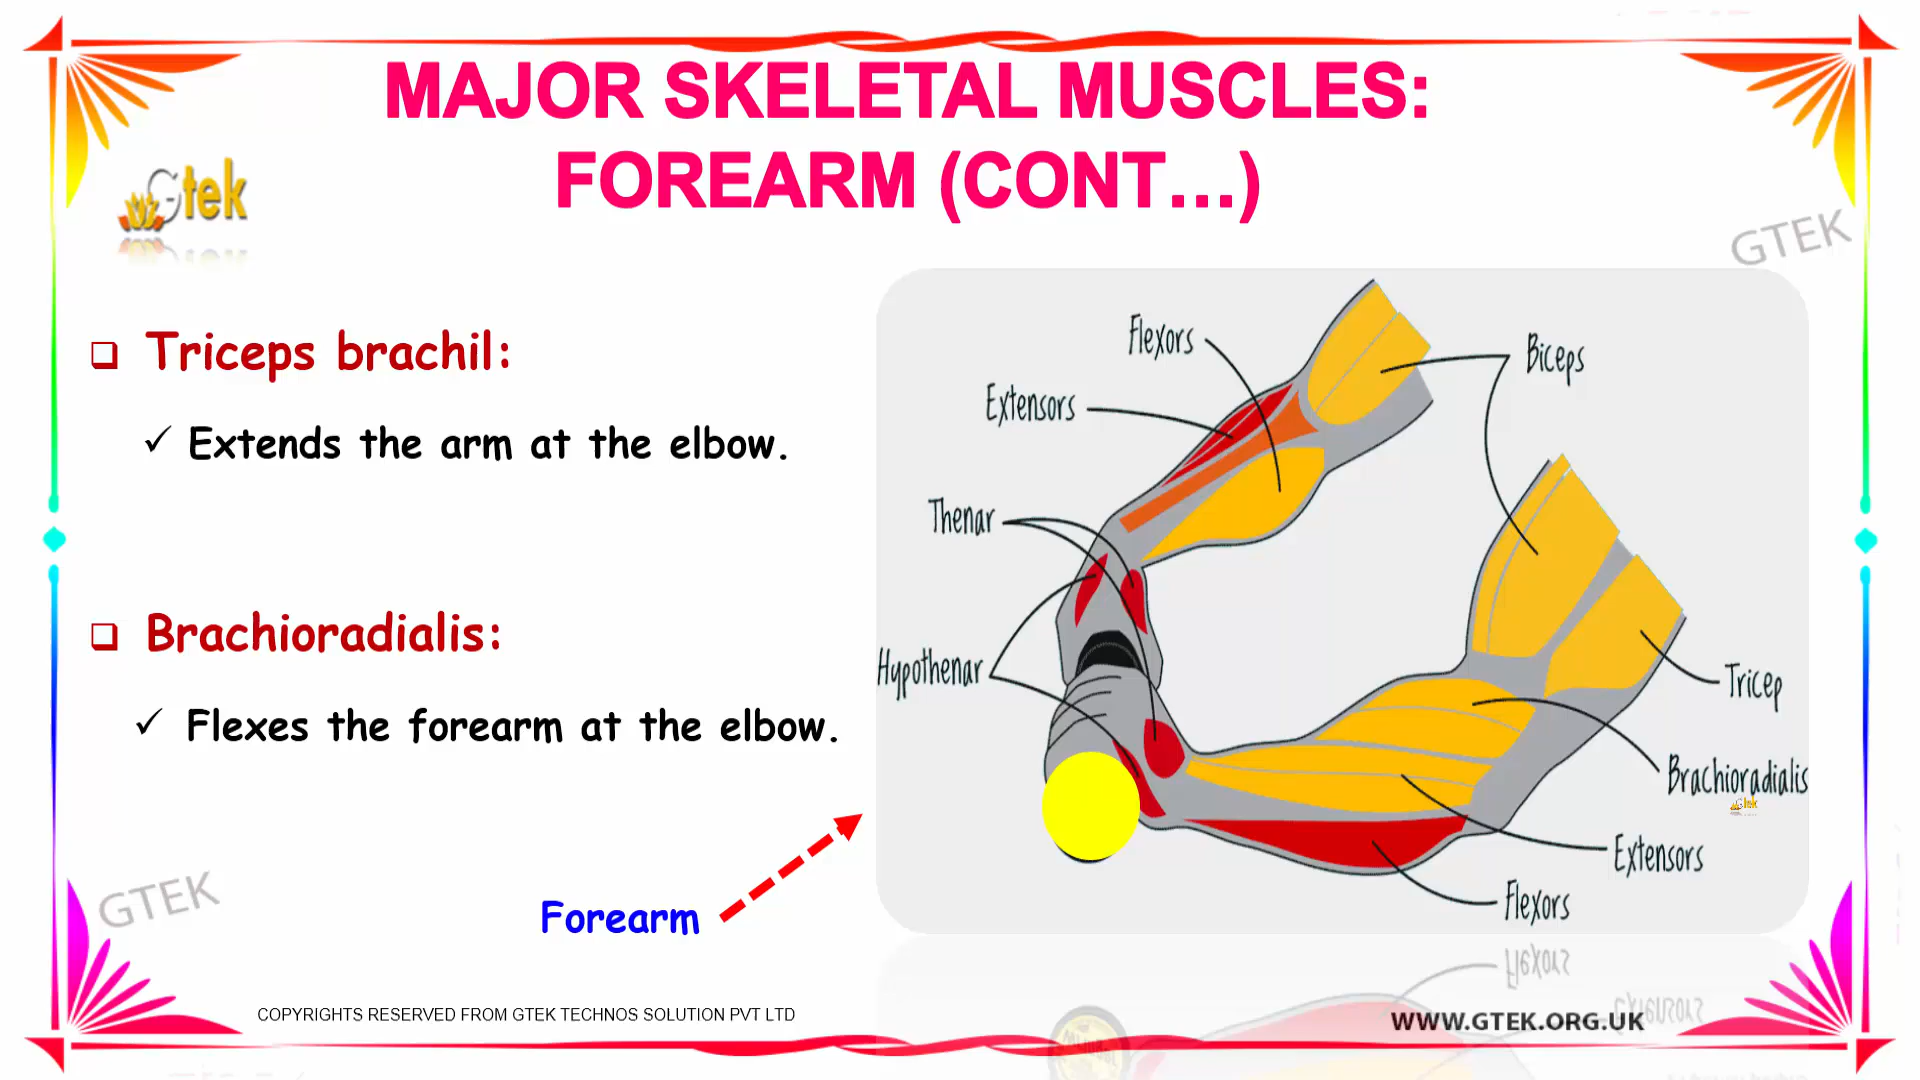 MAJOR SKELETAL MUSCLES:
FOREARM (CONT...)
Gtek
GTEK
Triceps brachil:
Extends the arm at the elbow.
Brachioradialis:
Flexes the forearm at the elbow.
Forearm
Flexors
Extensors
Thenar
Hypothenar
Biceps
Tricep
Brachioradialis
Gtek
Extensors
Flexors
GTEK
COPYRIGHTS RESERVED FROM GTEK TECHNOS SOLUTION PVT LTD
WWW.GTEK.ORG.UK